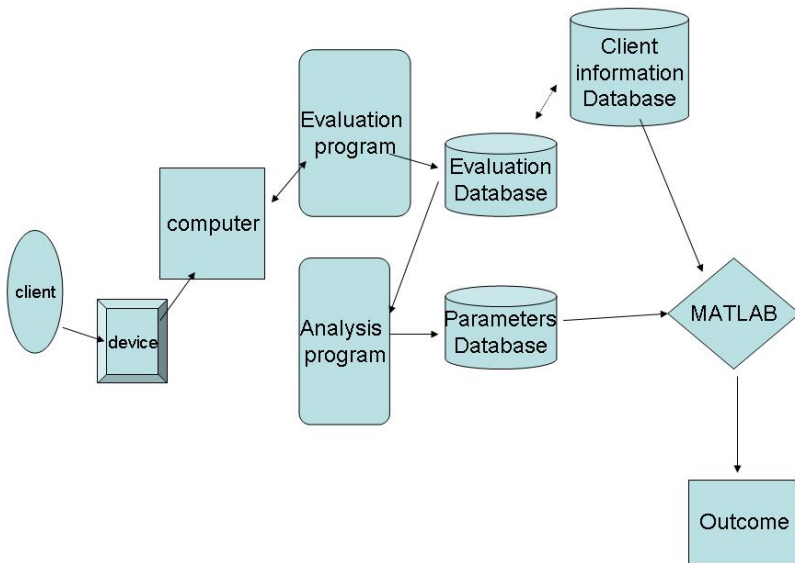 Client
information
Database
Evaluation
program
Evaluation
Database
computer
client
device
Analysis
program
Parameters
Database
MATLAB
Outcome